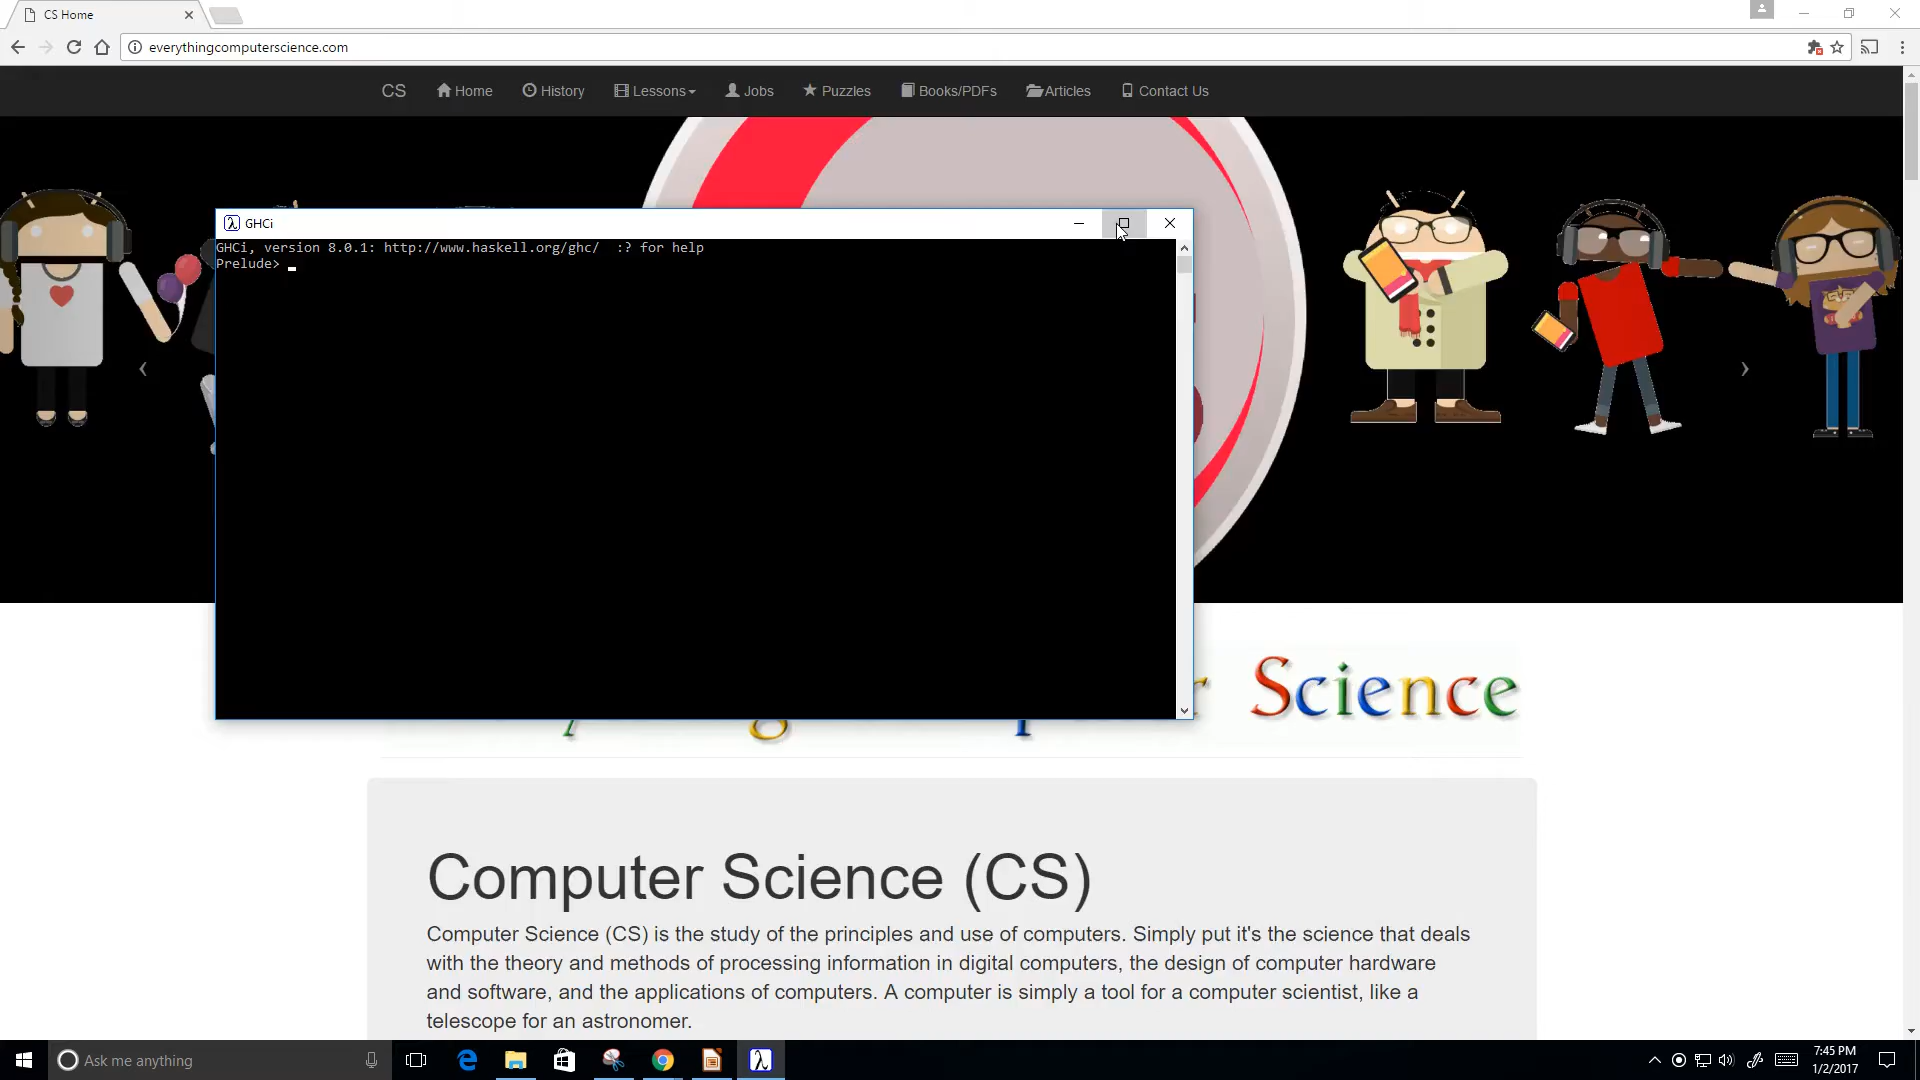 CS Home
everythingcomputerscience.com
CS Home History Lessons Jobs Puzzles Books/PDFs Articles Contact Us
GHCi
GHCi, version 8.0.1: http://www.haskell.org/ghc/  :? for help
Prelude>
Science
Computer Science (CS)
Computer Science (CS) is the study of the principles and use of computers. Simply put it's the science that deals
with the theory and methods of processing information in digital computers, the design of computer hardware
and software, and the applications of computers. A computer is simply a tool for a computer scientist, like a
telescope for an astronomer.
Ask me anything
7:45 PM
1/2/2017